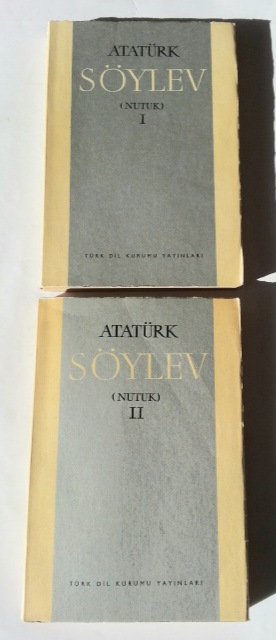 ATATÜRK
SÖYLEV
(NUTUK)
I
TÜRK DİL KURUMU YAYINLARI
ATATÜRK
SÖYLEV
(NUTUK)
II
TÜRK DİL KURUMU YAYINLARI